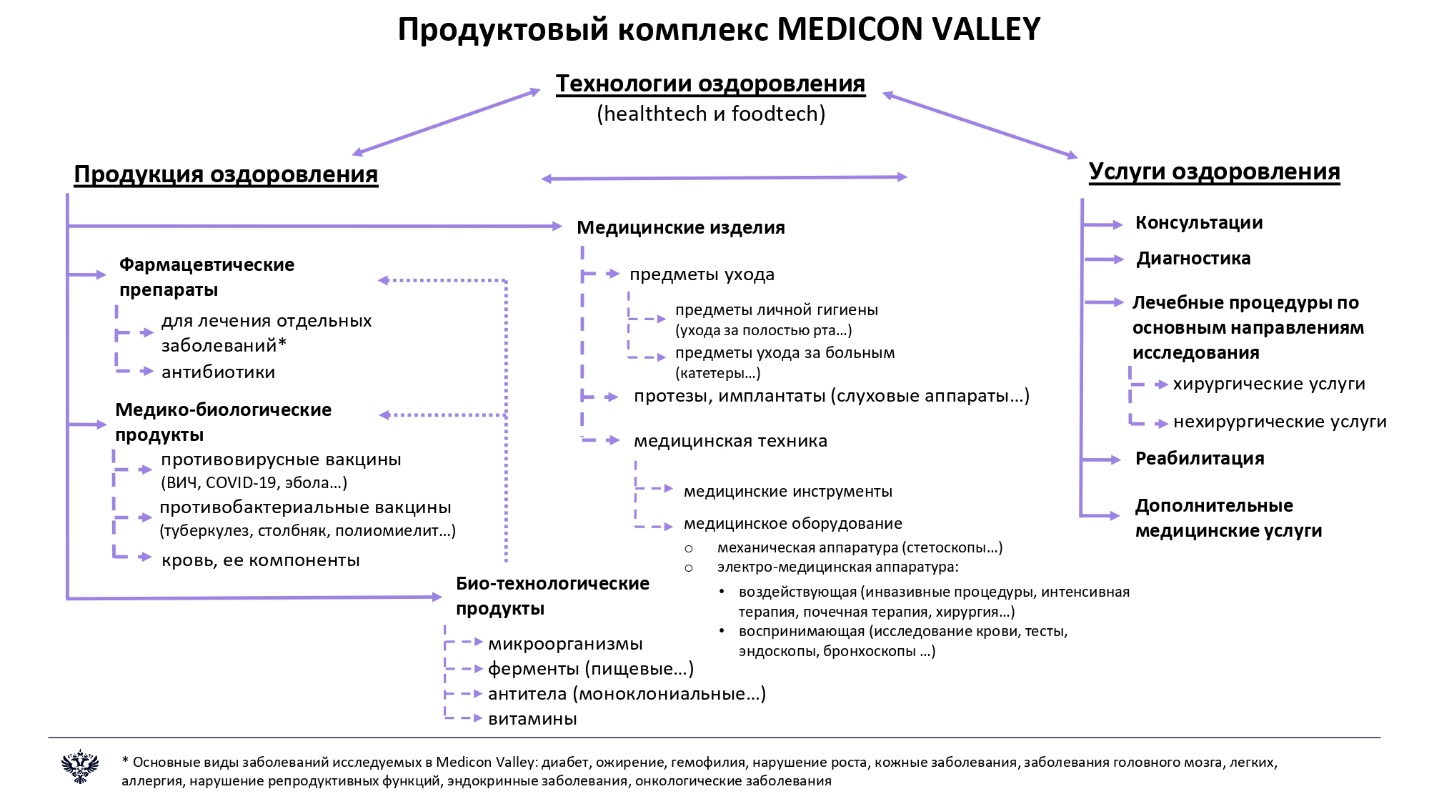 Продуктовый комплекс MEDICON VALLEY
Технологии оздоровления
(healthtech и foodtech)
Продукция оздоровления
Фармацевтические
препараты
для лечения отдельных
заболеваний*
антибиотики
Медико-биологические
продукты
противовирусные вакцины
(ВИЧ, COVID-19, эбола…)
противобактериальные вакцины
(туберкулез, столбняк, полиомиелит…)
кровь, ее компоненты
Био-технологические
продукты
микроорганизмы
ферменты (пищевые…)
антитела (моноклониальные…)
витамины
Медицинские изделия
предметы ухода
предметы личной гигиены
(ухода за полостью рта…)
предметы ухода за больным
(катетеры…)
протезы, имплантаты (слуховые аппараты…)
медицинская техника
медицинские инструменты
медицинское оборудование
o механическая аппаратура (стетоскопы…)
o электро-медицинская аппаратура:
• воздействующая (инвазивные процедуры, интенсивная
терапия, почечная терапия, хирургия…)
• воспринимающая (исследование крови, тесты,
эндоскопы, бронхоскопы …)
Услуги оздоровления
Консультации
Диагностика
Лечебные процедуры по
основным направлениям
исследования
хирургические услуги
нехирургические услуги
Реабилитация
Дополнительные
медицинские услуги
* Основные виды заболеваний исследуемых в Medicon Valley: диабет, ожирение, гемофилия, нарушение роста, кожные заболевания, заболевания головного мозга, легких,
аллергия, нарушение репродуктивных функций, эндокринные заболевания, онкологические заболевания